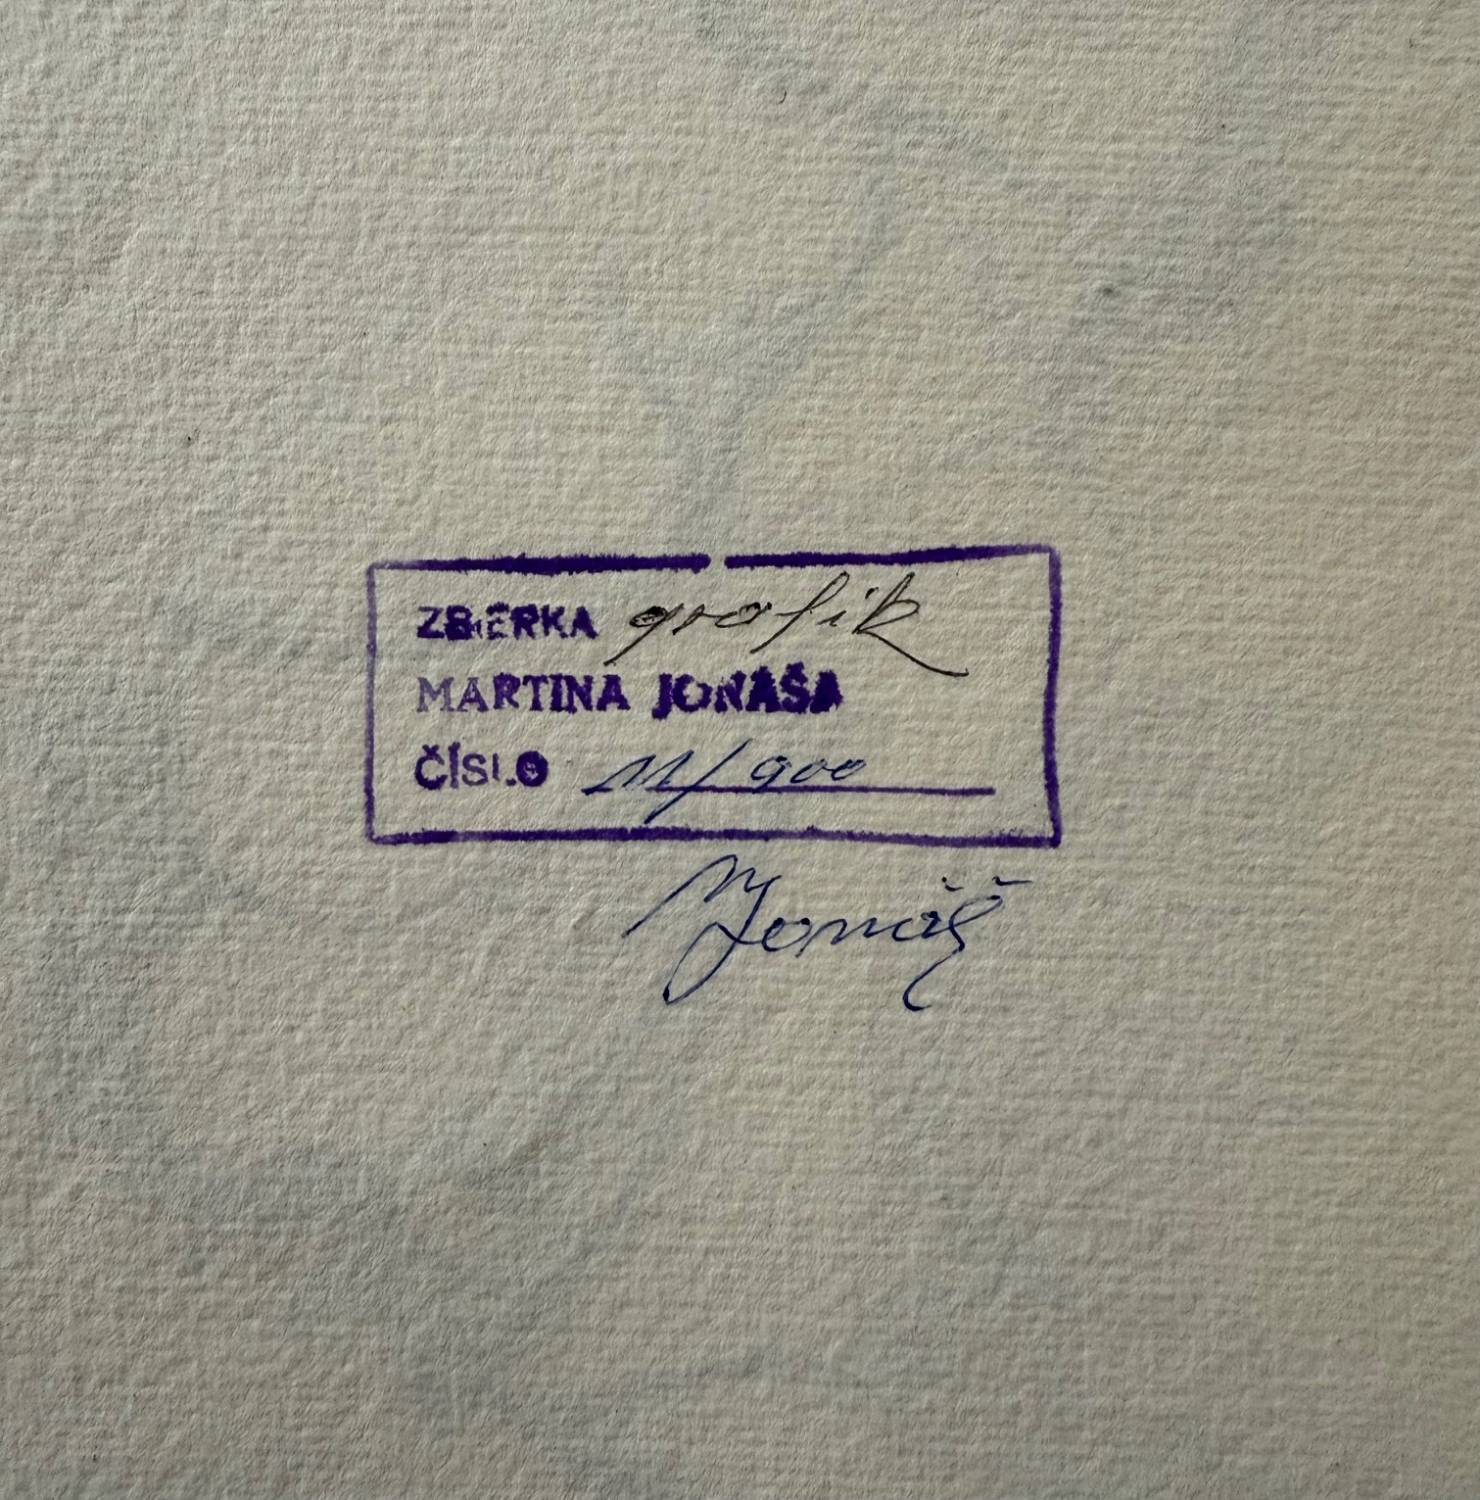 ZBIERKA grafik
MARTINA JONÁŠA
ČÍSLO 11/900
Jonáš